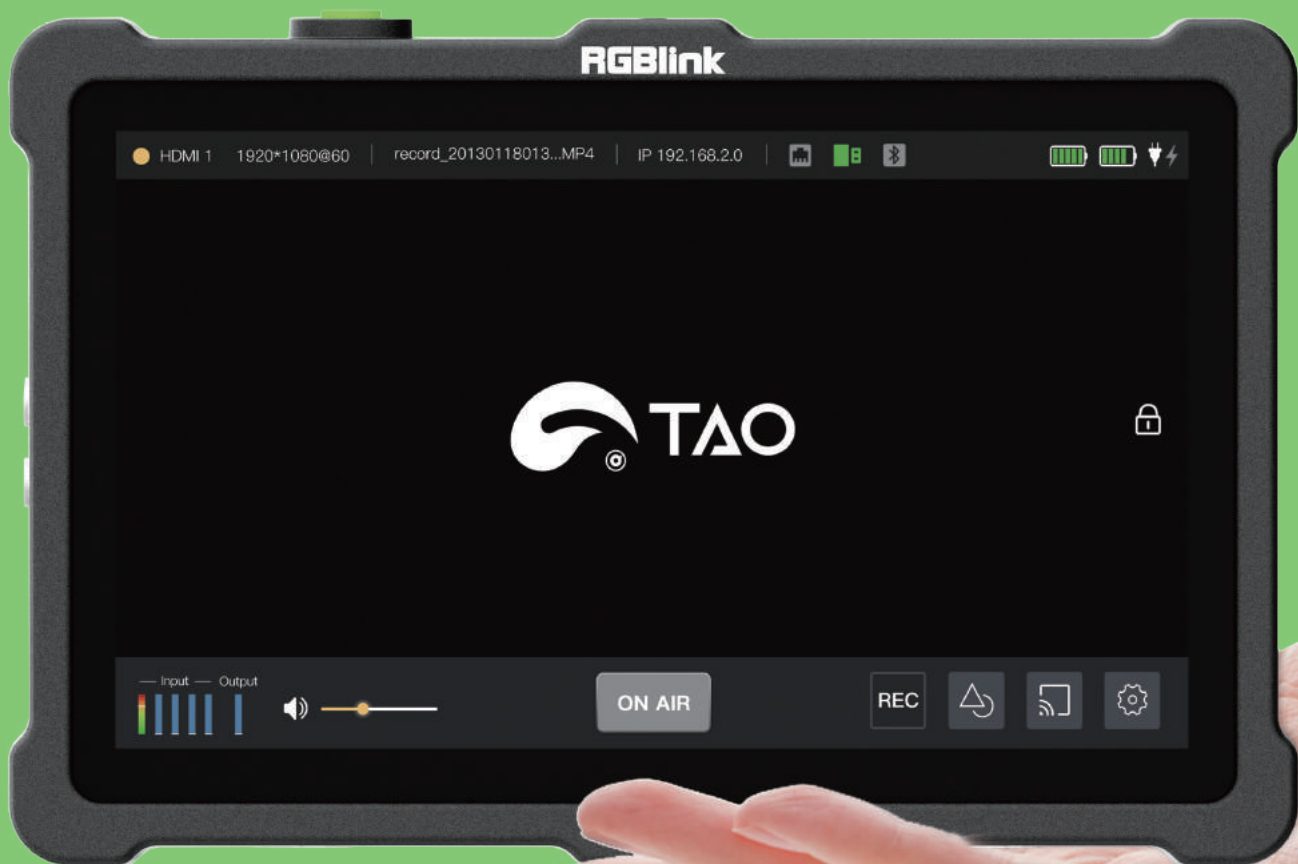 RGBlink
HDMI 1 1920*1080@60 record_20130118013...MP4 IP 192.168.2.0
TAO
Input Output
ON AIR
REC